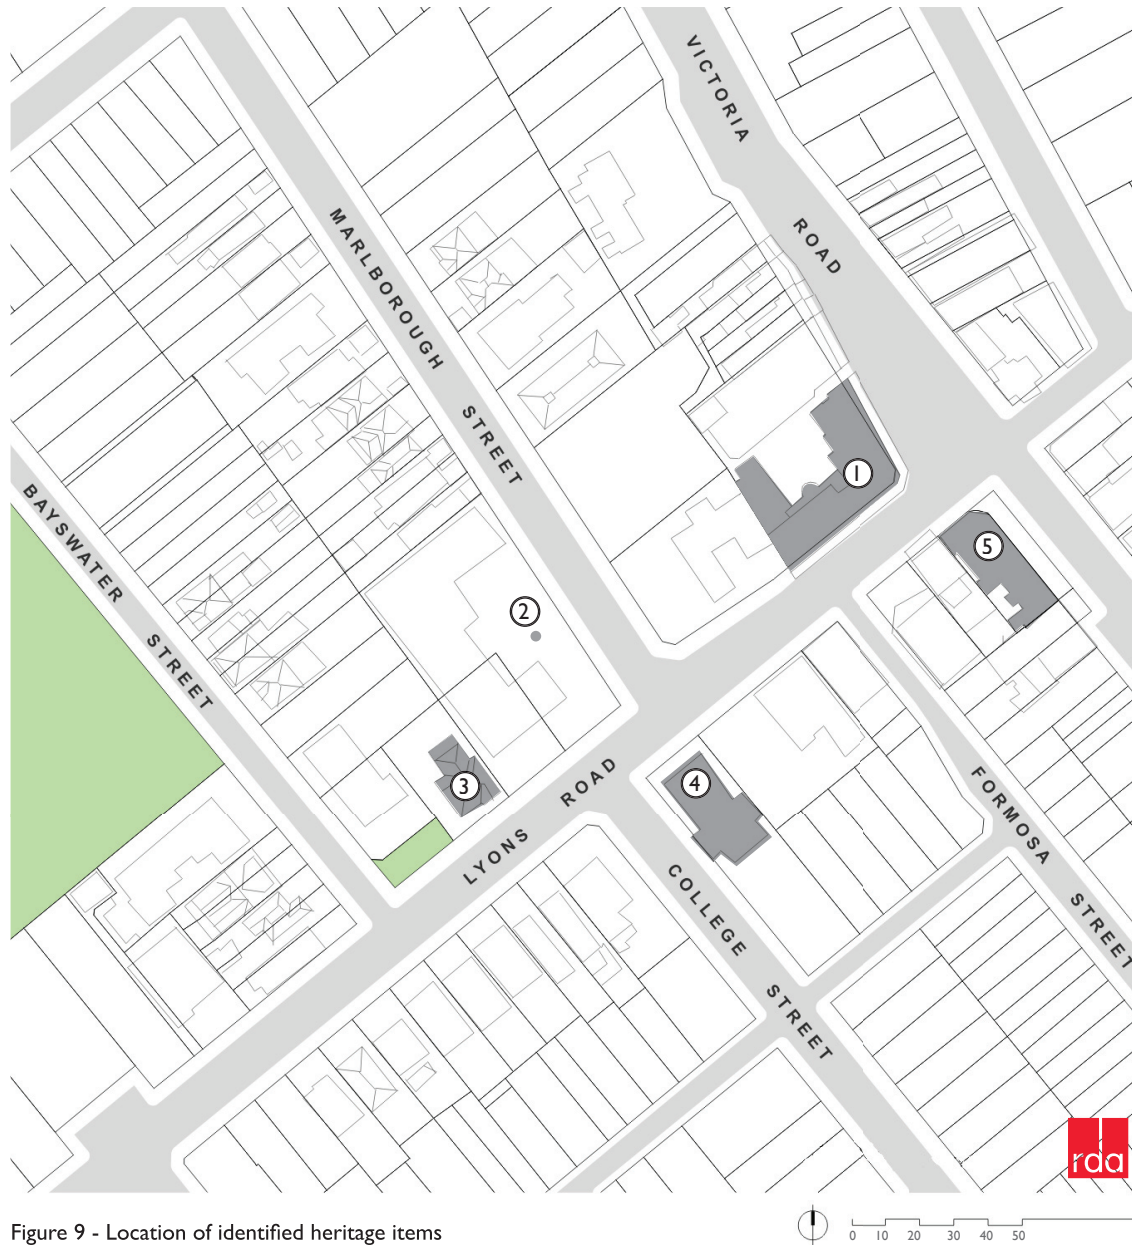 VICTORIA ROAD
MARLBOROUGH STREET
1
BAYSWATER STREET
5
2
3
4
LYONS ROAD
FORMOSA STREET
COLLEGE STREET
rda
Figure 9 - Location of identified heritage items
0 10 20 30 40 50